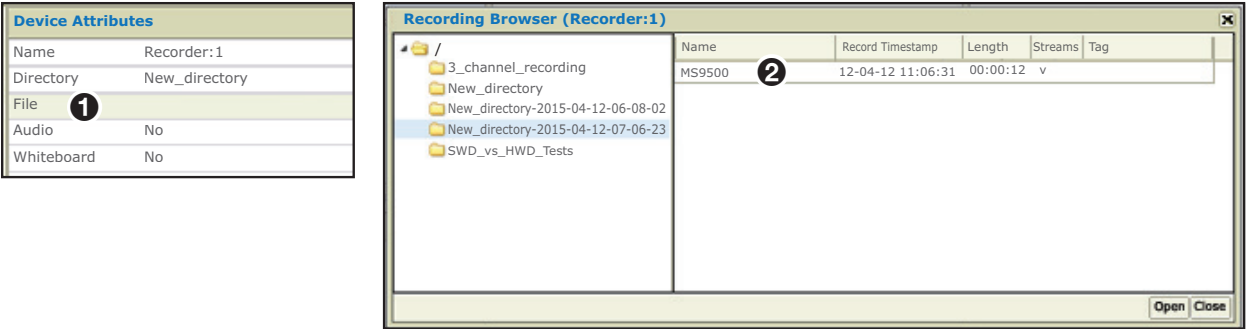 Device Attributes
Name Recorder:1
Directory New_directory
File ❶
Audio No
Whiteboard No
Recording Browser (Recorder:1)
/
3_channel_recording
New_directory
New_directory-2015-04-12-06-08-02
New_directory-2015-04-12-07-06-23
SWD_vs_HWD_Tests
Name Record Timestamp Length Streams Tag
MS9500 ❷ 12-04-12 11:06:31 00:00:12 v
Open Close